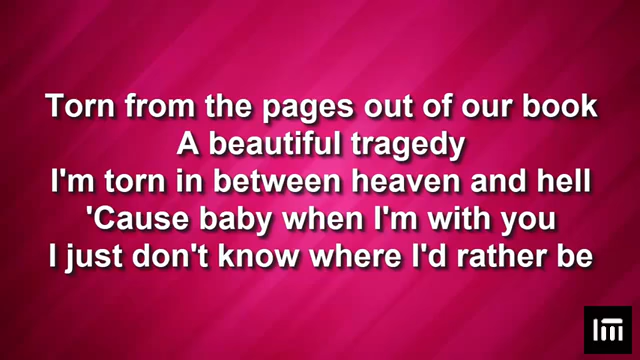 Torn from the pages out of our book
A beautiful tragedy
I'm torn in between heaven and hell
'Cause baby when I'm with you
I just don't know where I'd rather be